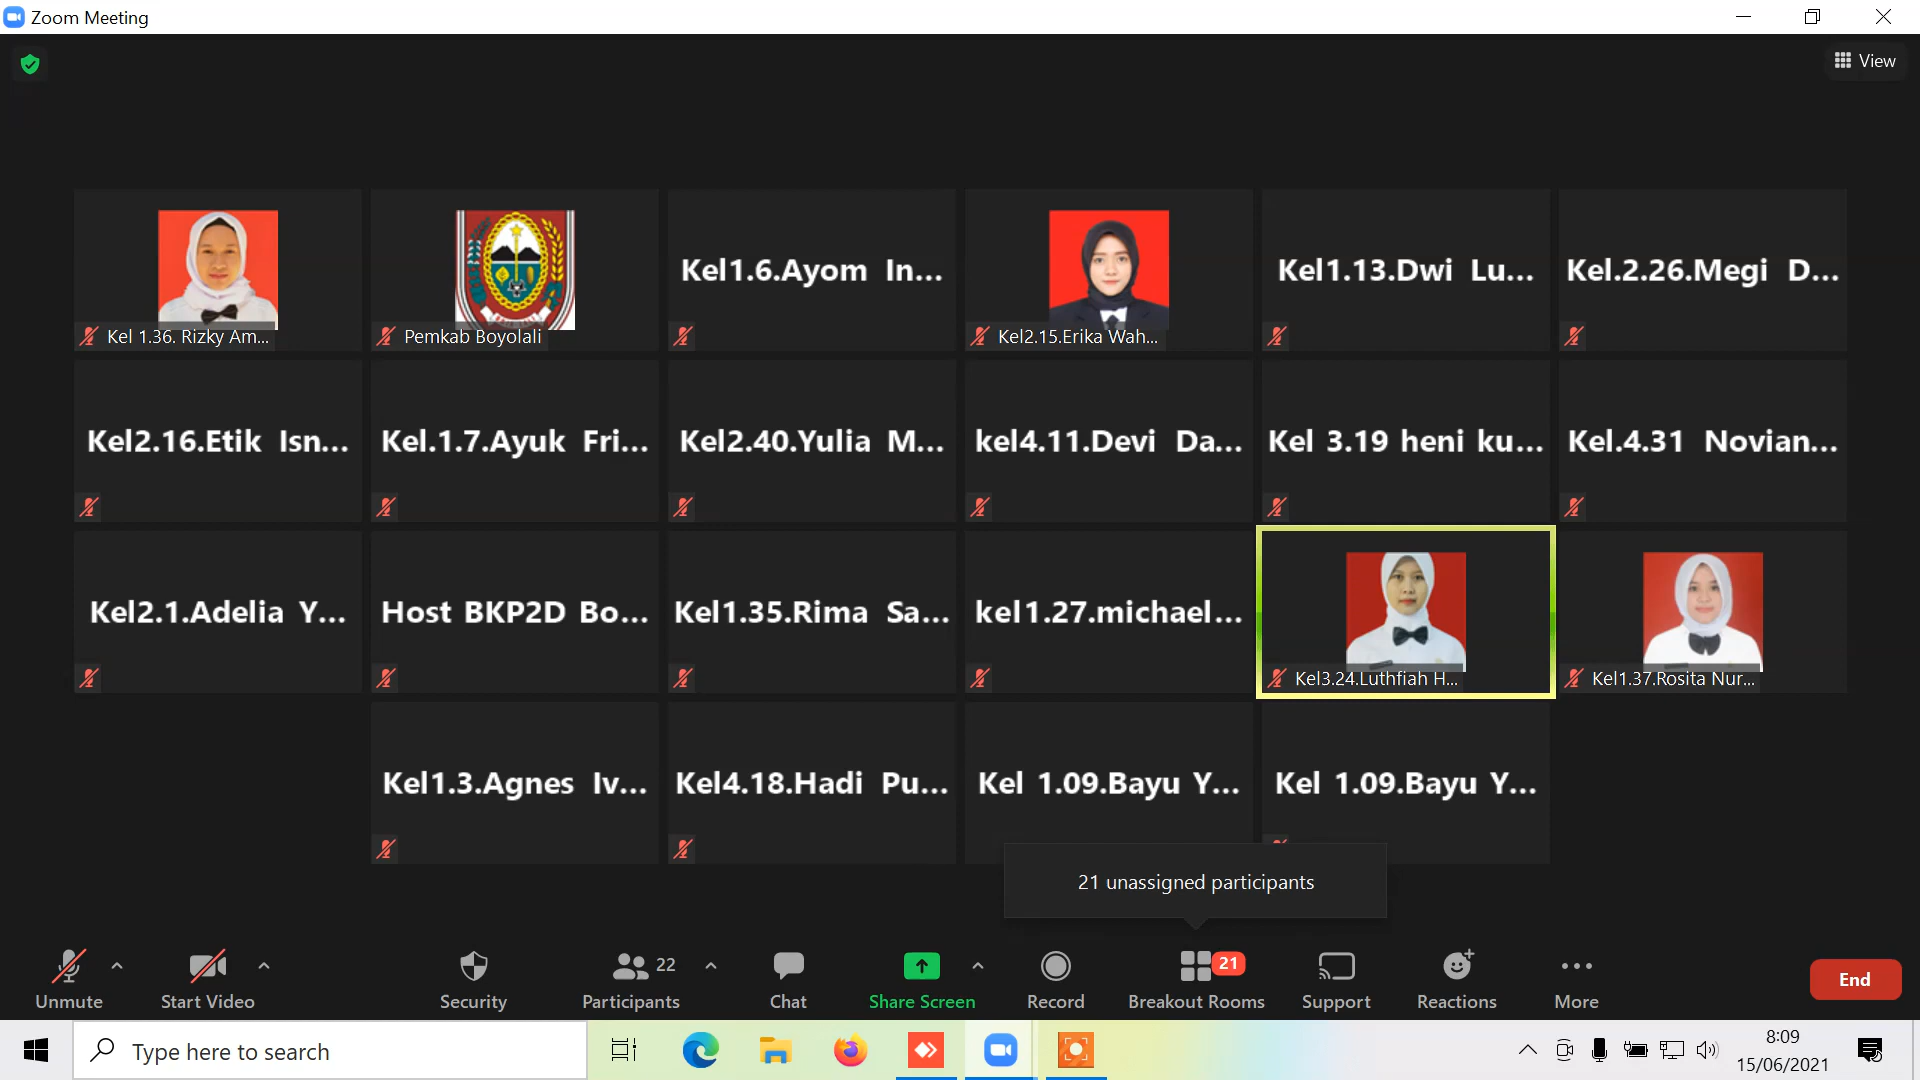 Zoom Meeting
View
Kel 1.36. Rizky Am...
Pemkab Boyolali
Kel1.6.Ayom In...
Kel2.15.Erika Wah...
Kel1.13.Dwi Lu...
Kel.2.26.Megi D...
Kel2.16.Etik Isn...
Kel.1.7.Ayuk Fri...
Kel2.40.Yulia M...
kel4.11.Devi Da...
Kel 3.19 heni ku...
Kel.4.31 Novian...
Kel2.1.Adelia Y...
Host BKP2D Bo...
Kel1.35.Rima Sa...
kel1.27.michael...
Kel3.24.Luthfiah H...
Kel1.37.Rosita Nur...
Kel1.3.Agnes Iv...
Kel4.18.Hadi Pu...
Kel 1.09.Bayu Y...
Kel 1.09.Bayu Y...
21 unassigned participants
Unmute
Start Video
Security
22
Participants
Chat
Share Screen
Record
21
Breakout Rooms
Support
Reactions
More
End
Type here to search
8:09
15/06/2021